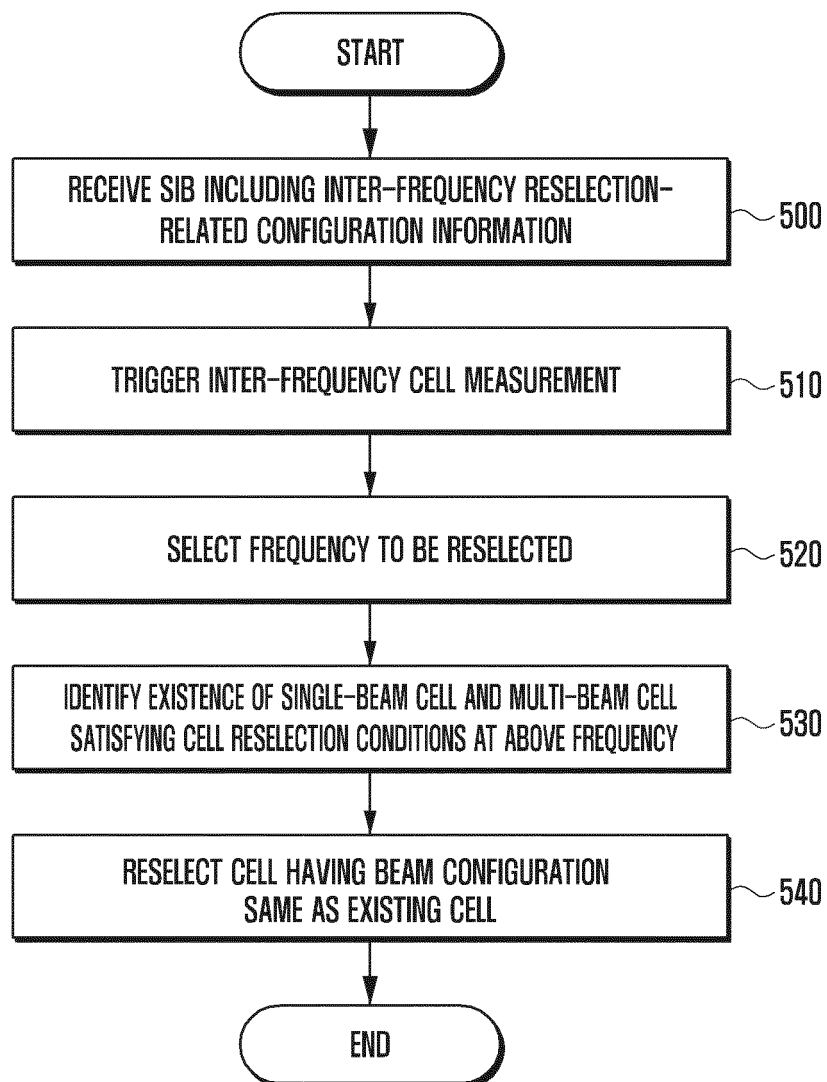 START
RECEIVE SIB INCLUDING INTER-FREQUENCY RESELECTION-
RELATED CONFIGURATION INFORMATION
500
TRIGGER INTER-FREQUENCY CELL MEASUREMENT
510
SELECT FREQUENCY TO BE RESELECTED
520
IDENTIFY EXISTENCE OF SINGLE-BEAM CELL AND MULTI-BEAM CELL
SATISFYING CELL RESELECTION CONDITIONS AT ABOVE FREQUENCY
530
RESELECT CELL HAVING BEAM CONFIGURATION
SAME AS EXISTING CELL
540
END